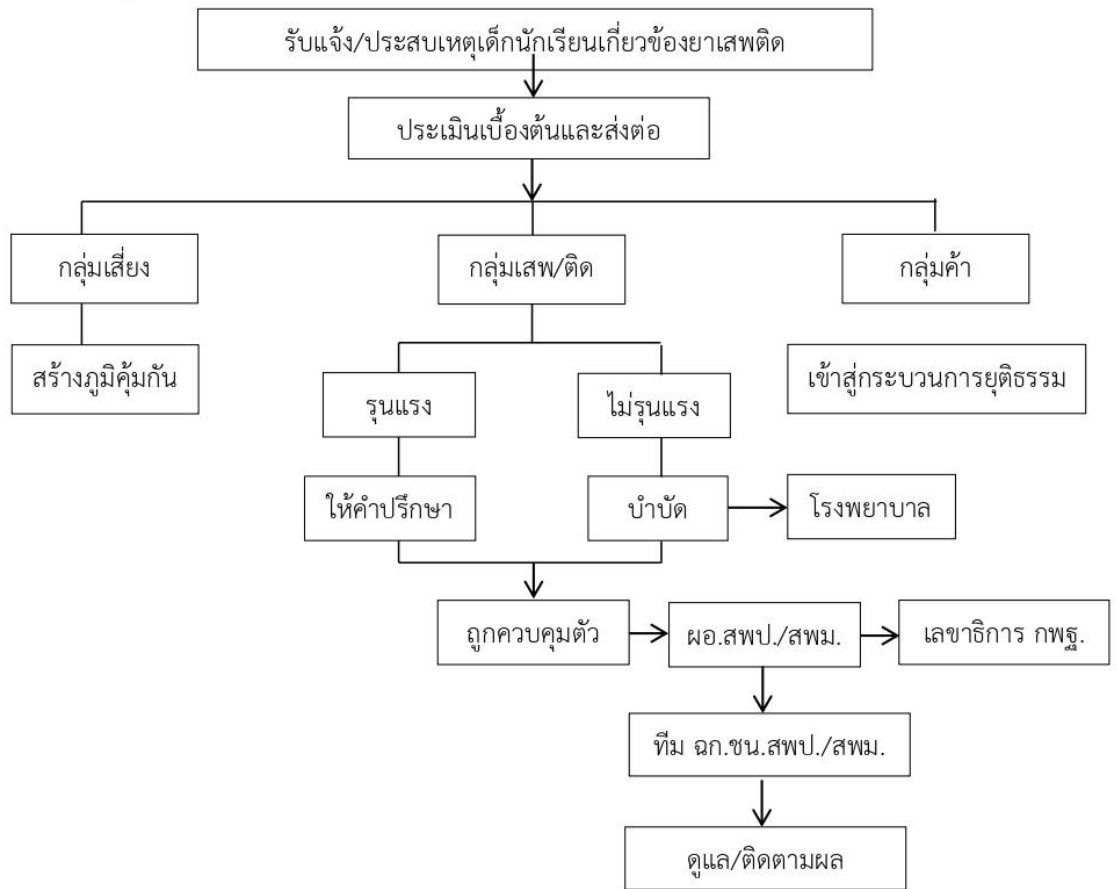 รับแจ้ง/ประสบเหตุเด็กนักเรียนเกี่ยวข้องยาเสพติด
ประเมินเบื้องต้นและส่งต่อ
กลุ่มเสี่ยง
กลุ่มเสพ/ติด
กลุ่มค้า
สร้างภูมิคุ้มกัน
เข้าสู่กระบวนการยุติธรรม
รุนแรง
ไม่รุนแรง
ให้คำปรึกษา
บำบัด
โรงพยาบาล
ถูกควบคุมตัว
ผอ.สพป./สพม.
เลขาธิการ กพฐ.
ทีม ฉก.ชน.สพป./สพม.
ดูแล/ติดตามผล